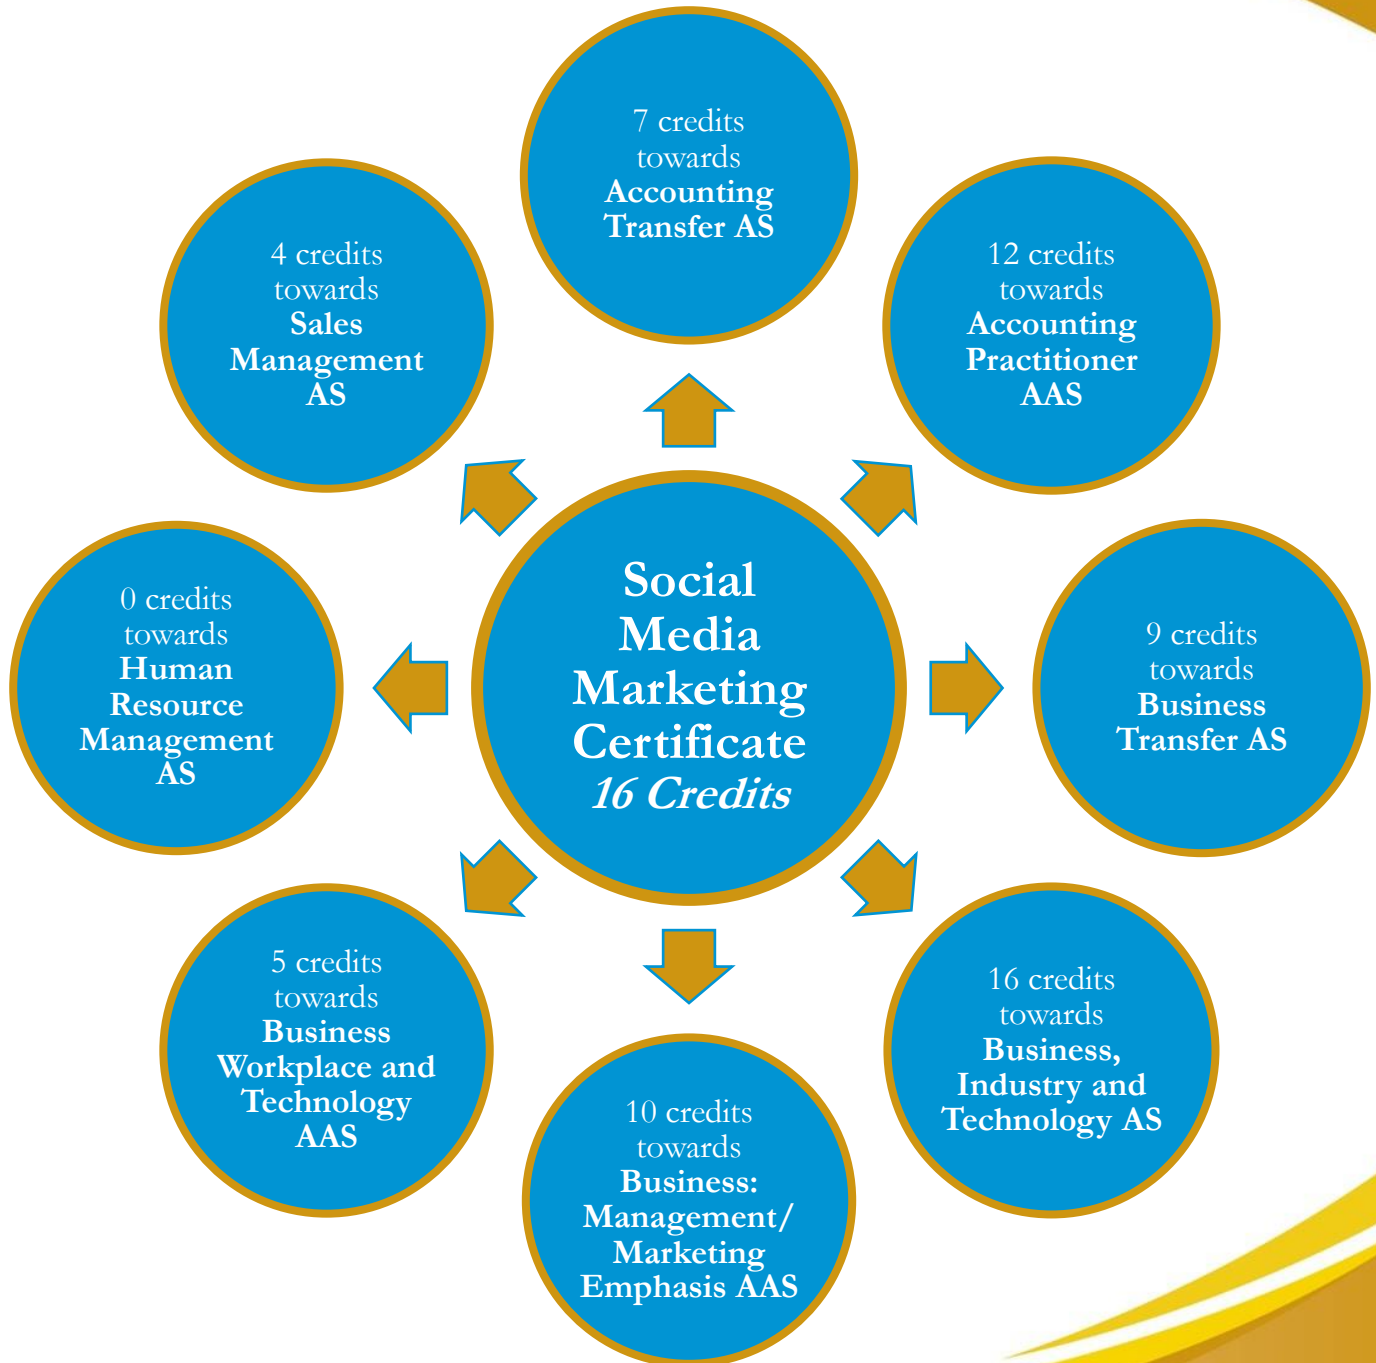 7 credits
towards
Accounting
Transfer AS
12 credits
towards
Accounting
Practitioner
AAS
9 credits
towards
Business
Transfer AS
16 credits
towards
Business,
Industry and
Technology AS
10 credits
towards
Business:
Management/
Marketing
Emphasis AAS
5 credits
towards
Business
Workplace and
Technology
AAS
0 credits
towards
Human
Resource
Management
AS
4 credits
towards
Sales
Management
AS
Social
Media
Marketing
Certificate
16 Credits